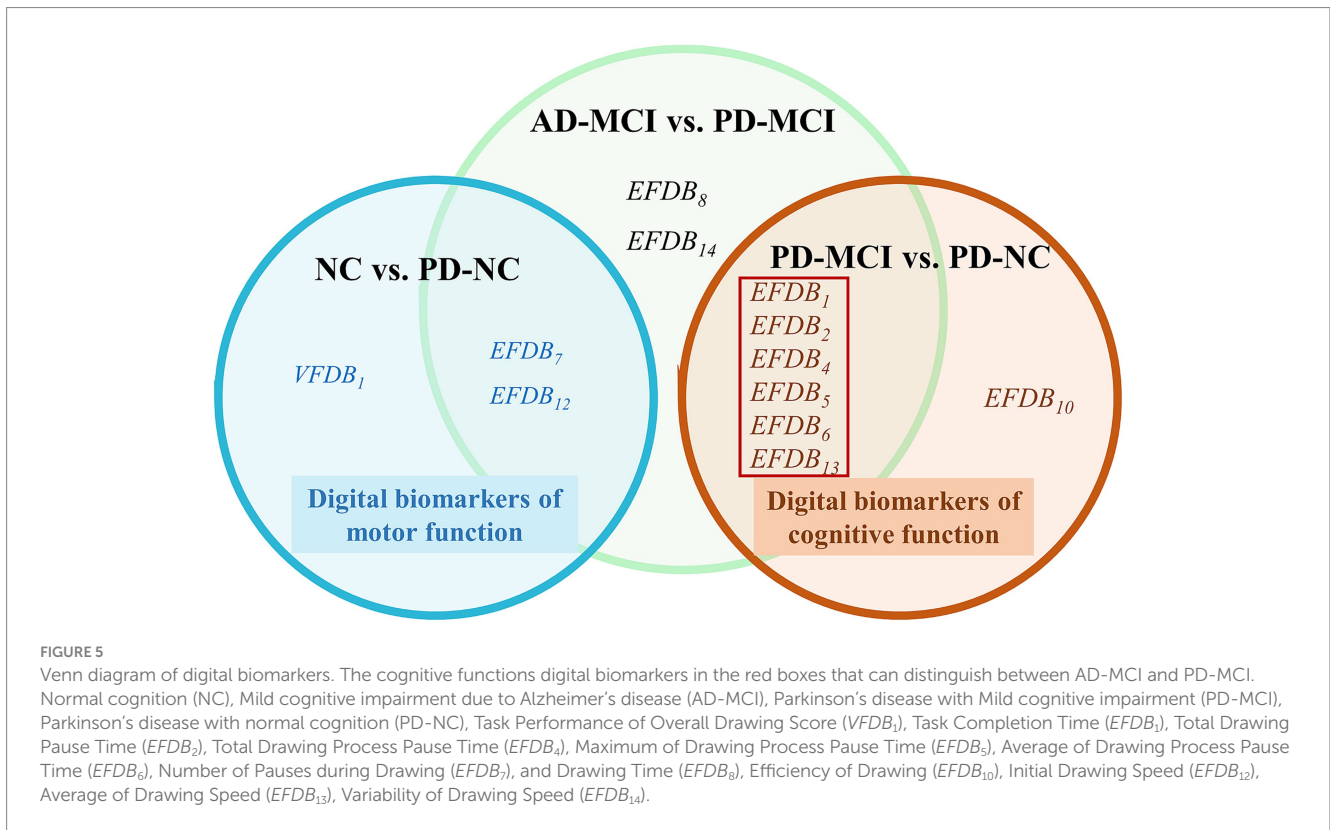 AD-MCI vs. PD-MCI
EFDB8
EFDB14
NC vs. PD-NC
VFDB1
EFDB7
EFDB12
PD-MCI vs. PD-NC
EFDB1
EFDB2
EFDB4
EFDB5
EFDB6
EFDB13
EFDB10
Digital biomarkers of
motor function
Digital biomarkers of
cognitive function
FIGURE 5
Venn diagram of digital biomarkers. The cognitive functions digital biomarkers in the red boxes that can distinguish between AD-MCI and PD-MCI.
Normal cognition (NC), Mild cognitive impairment due to Alzheimer's disease (AD-MCI), Parkinson's disease with Mild cognitive impairment (PD-MCI),
Parkinson's disease with normal cognition (PD-NC), Task Performance of Overall Drawing Score (VFDB1), Task Completion Time (EFDB1), Total Drawing
Pause Time (EFDB2), Total Drawing Process Pause Time (EFDB4), Maximum of Drawing Process Pause Time (EFDB5), Average of Drawing Process Pause
Time (EFDB6), Number of Pauses during Drawing (EFDB7), and Drawing Time (EFDB8), Efficiency of Drawing (EFDB10), Initial Drawing Speed (EFDB12),
Average of Drawing Speed (EFDB13), Variability of Drawing Speed (EFDB14).